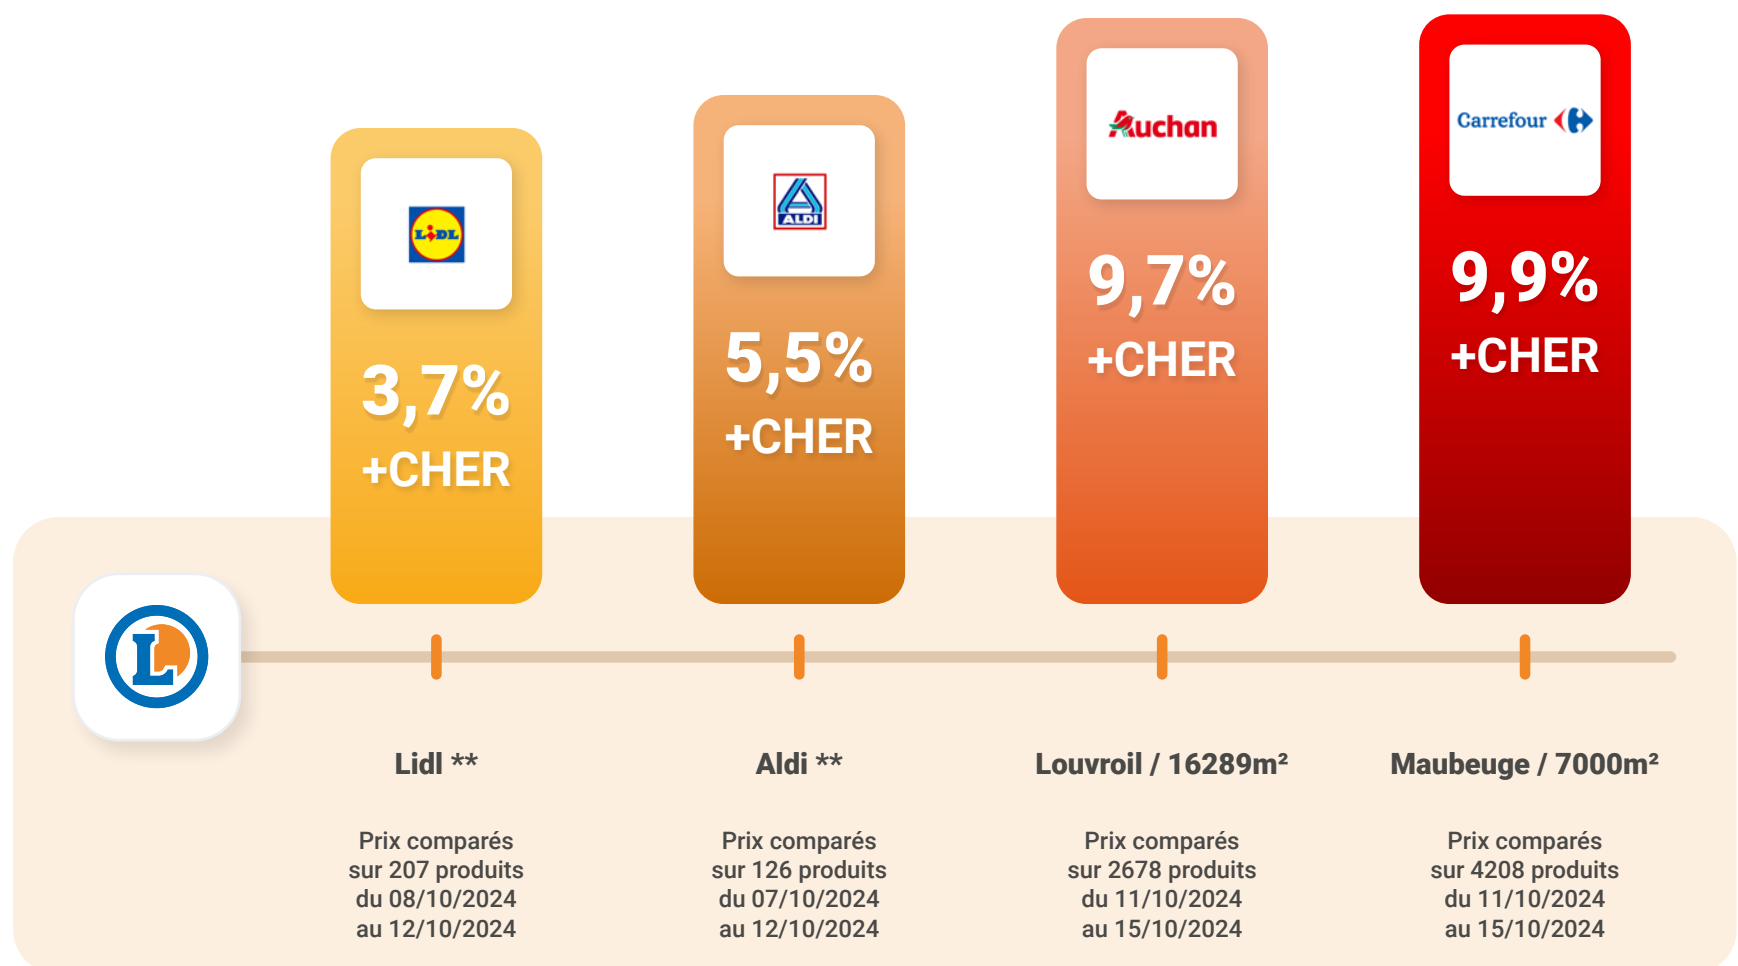 LIDL
3,7%
+CHER
ALDI
5,5%
+CHER
Auchan
9,7%
+CHER
Carrefour
9,9%
+CHER
L
Lidl **
Prix comparés
sur 207 produits
du 08/10/2024
au 12/10/2024
Aldi **
Prix comparés
sur 126 produits
du 07/10/2024
au 12/10/2024
Louvroil / 16289m²
Prix comparés
sur 2678 produits
du 11/10/2024
au 15/10/2024
Maubeuge / 7000m²
Prix comparés
sur 4208 produits
du 11/10/2024
au 15/10/2024